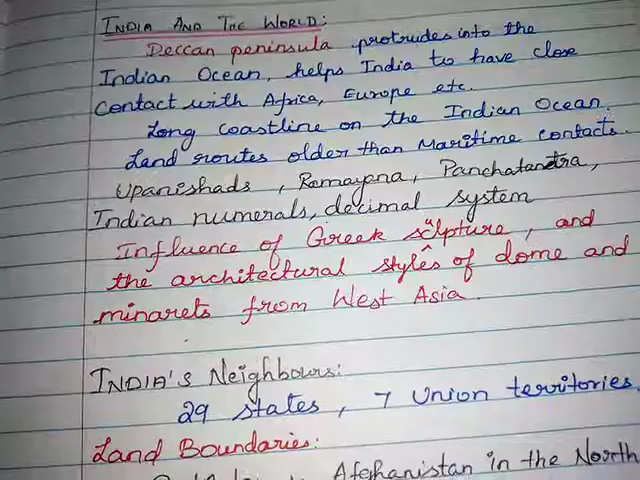 INDIA AND THE WORLD:
Deccan peninsula protrudes into the
Indian Ocean, helps India to have close
Contact with Africa, Europe etc.
Long coastline on the Indian Ocean.
Land routes older than Maritime contacts.
Upanishads, Ramayana, Panchatandra,
Indian numerals, decimal system
Influence of Greek sculpture, and
the architectural styles of dome and
minarets from West Asia.
INDIA'S Neighbours:
29 states, 7 Union territories.
Land Boundaries:
Afghanistan in the North